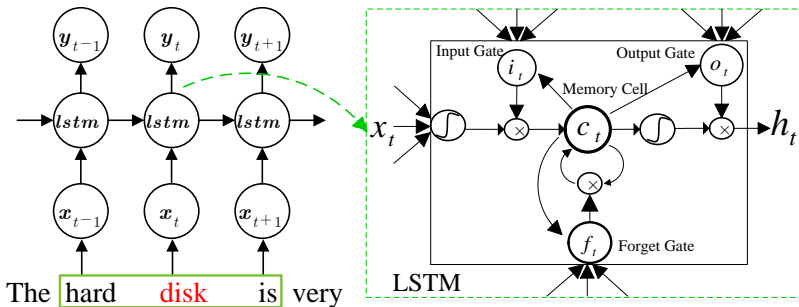 y_{t-1} y_t y_{t+1}
lstm lstm lstm
x_{t-1} x_t x_{t+1}
The hard disk is very
Input Gate
Output Gate
i_t
o_t
Memory Cell
x_t
×
c_t
×
h_t
×
f_t
Forget Gate
LSTM